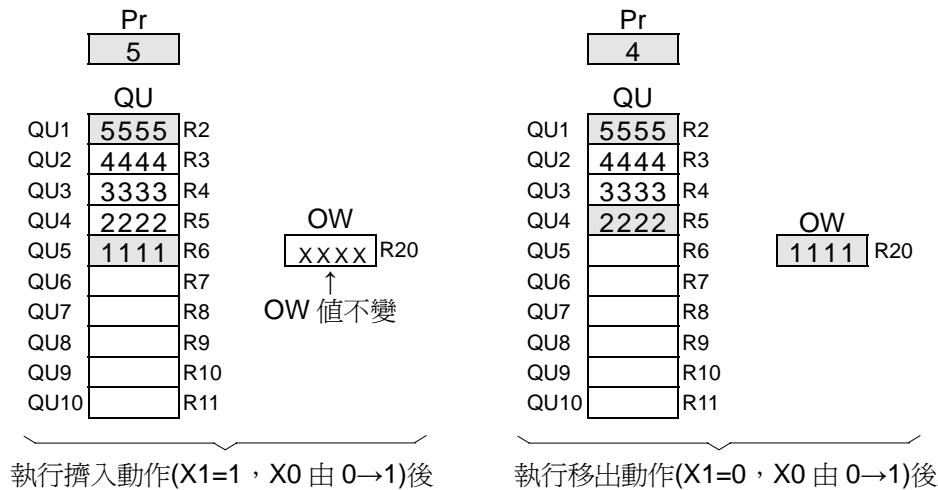 Pr
5
QU
QU1 5555 R2
QU2 4444 R3
QU3 3333 R4
QU4 2222 R5
QU5 1111 R6
QU6 R7
QU7 R8
QU8 R9
QU9 R10
QU10 R11
OW
xxxx R20
↑
OW 值不變
執行擠入動作(X1=1，X0 由 0→1)後
Pr
4
QU
QU1 5555 R2
QU2 4444 R3
QU3 3333 R4
QU4 2222 R5
QU5 R6
QU6 R7
QU7 R8
QU8 R9
QU9 R10
QU10 R11
OW
1111 R20
執行移出動作(X1=0，X0 由 0→1)後